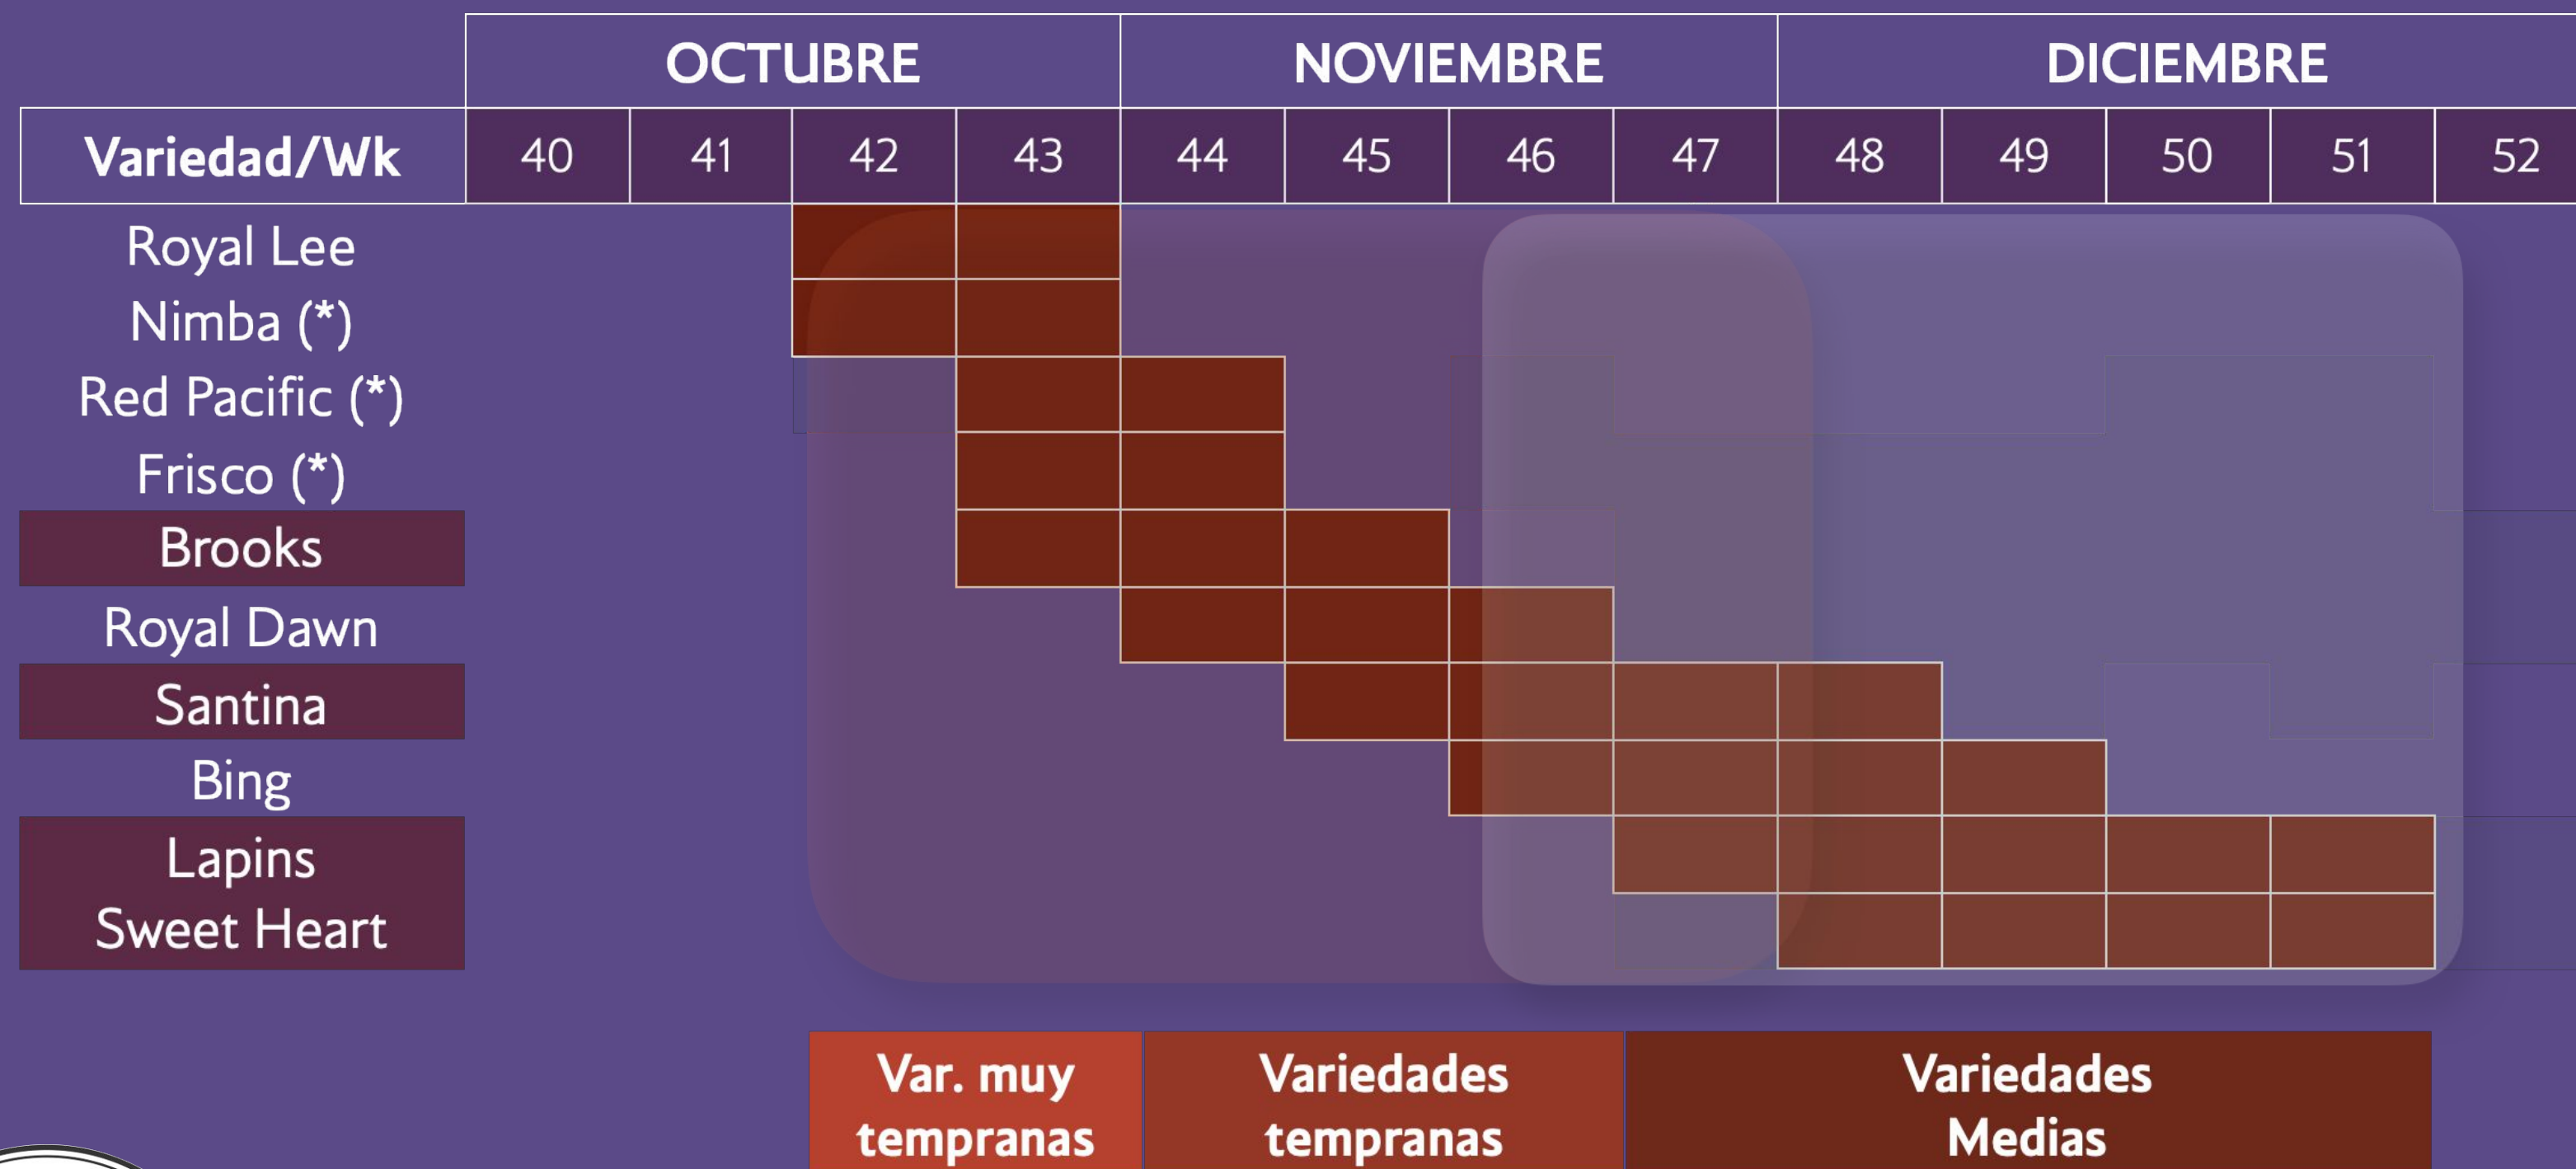 OCTUBRE NOVIEMBRE DICIEMBRE
Variedad/Wk 40 41 42 43 44 45 46 47 48 49 50 51 52
Royal Lee
Nimba (*)
Red Pacific (*)
Frisco (*)
Brooks
Royal Dawn
Santina
Bing
Lapins
Sweet Heart
Var. muy Variedades Variedades
tempranas tempranas Medias